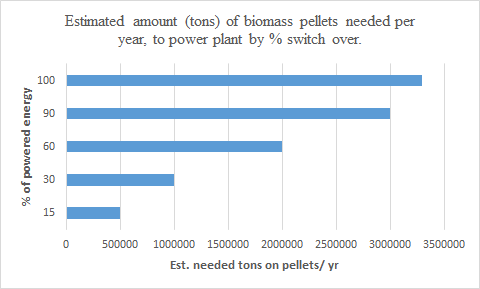 Estimated amount (tons) of biomass pellets needed per
year, to power plant by % switch over.
% of powered energy
100
90
60
30
15
0 500000 1000000 1500000 2000000 2500000 3000000 3500000
Est. needed tons on pellets/ yr